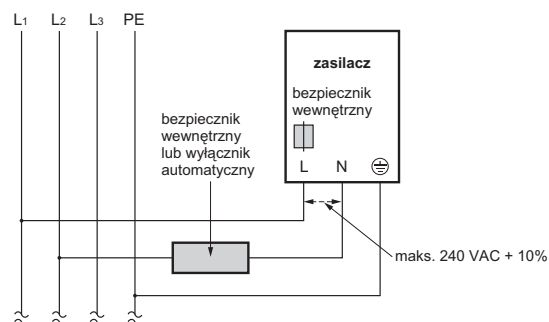 L1 L2 L3 PE
zasilacz
bezpiecznik
wewnętrzny
bezpiecznik
wewnętrzny
lub wyłącznik
automatyczny
L N
maks. 240 VAC + 10%